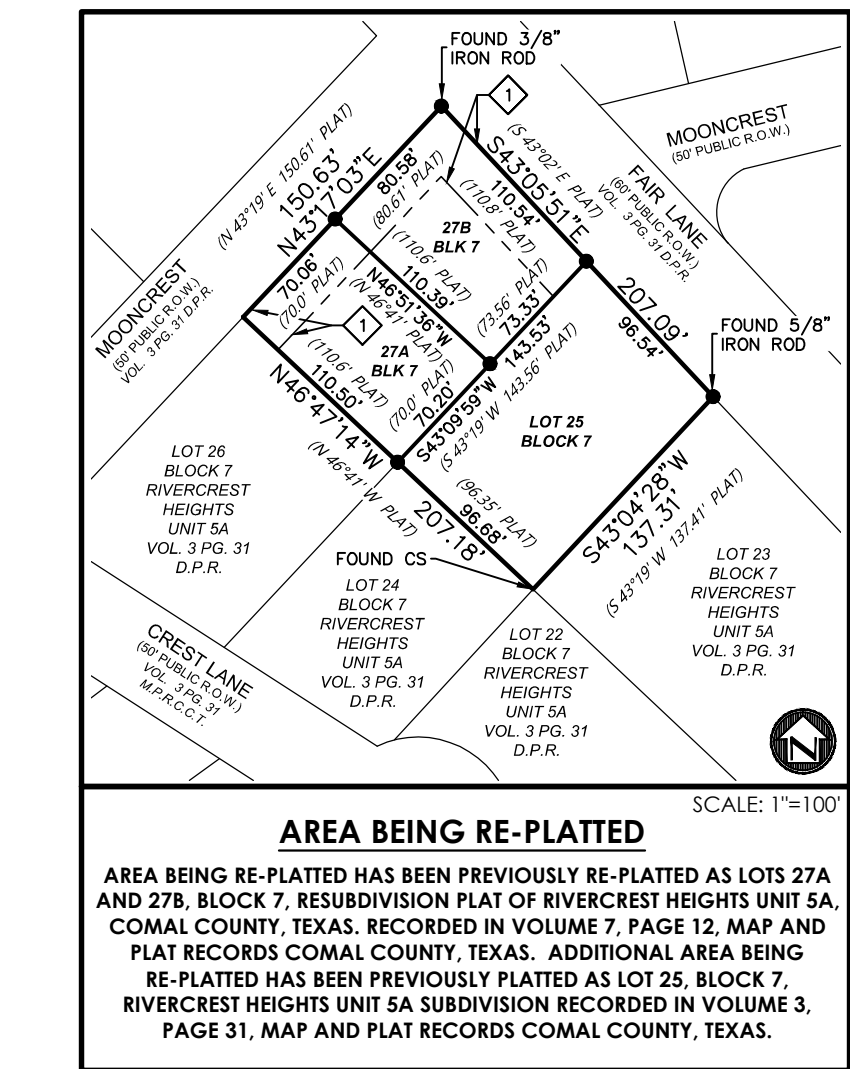 FOUND 3/8"
IRON ROD
1
MOONCREST
(50' PUBLIC R.O.W.)
(N 43°19' E 150.61' PLAT)
150.63'
N43°17'03"E
80.58'
(80.61' PLAT)
(S 43°02' E PLAT)
S43°05'51"E
110.54'
(110.8' PLAT)
FAIR LANE
(60' PUBLIC R.O.W.)
VOL. 3 PG. 31 D.P.R.
27B
BLK 7
(110.6' PLAT)
110.39'
N46°51'36"W
(N 46°41' PLAT)
70.06'
(70.0' PLAT)
MOONCREST
(50' PUBLIC R.O.W.)
VOL. 3 PG. 31 D.P.R.
1
27A
BLK 7
(73.56' PLAT)
73.33'
143.53'
207.09'
96.54'
FOUND 5/8"
IRON ROD
(110.6' PLAT)
110.50'
N46°47'14"W
(N 46°41' W PLAT)
(70.0' PLAT)
70.20'
S43°09'59"W
(S 43°19' W 143.56' PLAT)
LOT 25
BLOCK 7
(96.35' PLAT)
96.68'
207.18'
S43°04'28"W
137.31'
(S 43°19' W 137.41' PLAT)
LOT 26
BLOCK 7
RIVERCREST
HEIGHTS
UNIT 5A
VOL. 3 PG. 31
D.P.R.
FOUND CS
LOT 24
BLOCK 7
RIVERCREST
HEIGHTS
UNIT 5A
VOL. 3 PG. 31
D.P.R.
LOT 23
BLOCK 7
RIVERCREST
HEIGHTS
UNIT 5A
VOL. 3 PG. 31
D.P.R.
LOT 22
BLOCK 7
RIVERCREST
HEIGHTS
UNIT 5A
VOL. 3 PG. 31
D.P.R.
CREST LANE
(50' PUBLIC R.O.W.)
VOL. 3 PG. 31
M.P.R.C.C.T.
N
SCALE: 1"=100'
AREA BEING RE-PLATTED
AREA BEING RE-PLATTED HAS BEEN PREVIOUSLY RE-PLATTED AS LOTS 27A
AND 27B, BLOCK 7, RESUBDIVISION PLAT OF RIVERCREST HEIGHTS UNIT 5A,
COMAL COUNTY, TEXAS. RECORDED IN VOLUME 7, PAGE 12, MAP AND
PLAT RECORDS COMAL COUNTY, TEXAS. ADDITIONAL AREA BEING
RE-PLATTED HAS BEEN PREVIOUSLY PLATTED AS LOT 25, BLOCK 7,
RIVERCREST HEIGHTS UNIT 5A SUBDIVISION RECORDED IN VOLUME 3,
PAGE 31, MAP AND PLAT RECORDS COMAL COUNTY, TEXAS.